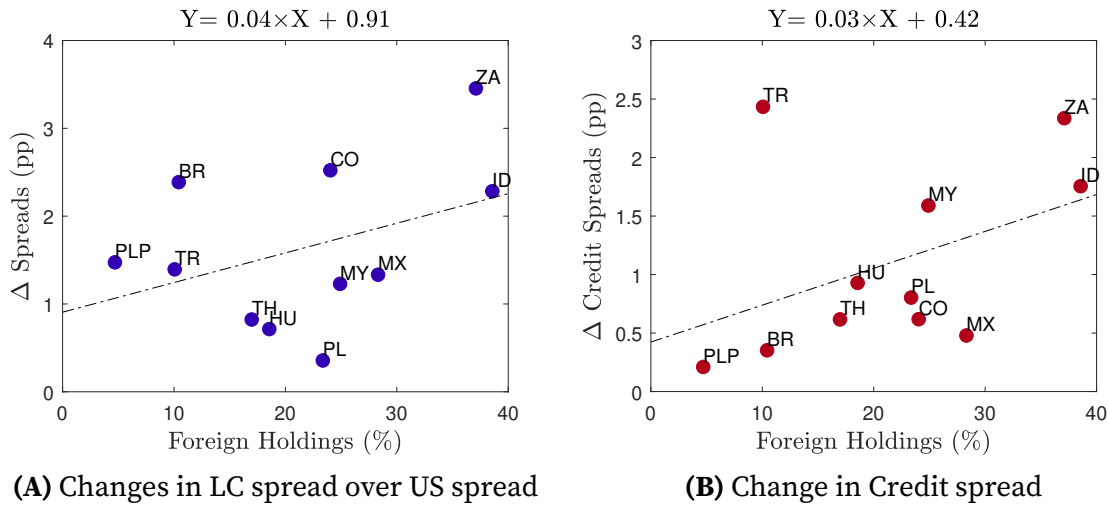 Y= 0.04×X + 0.91
4
3
2
1
0
Δ Spreads (pp)
ZA
CO
BR
ID
PLP
TR
MY
MX
TH
HU
PL
0 10 20 30 40
Foreign Holdings (%)
(A) Changes in LC spread over US spread
Y= 0.03×X + 0.42
3
2.5
2
1.5
1
0.5
0
Δ Credit Spreads (pp)
TR
ZA
ID
MY
HU
PL
TH
CO
MX
BR
PLP
0 10 20 30 40
Foreign Holdings (%)
(B) Change in Credit spread